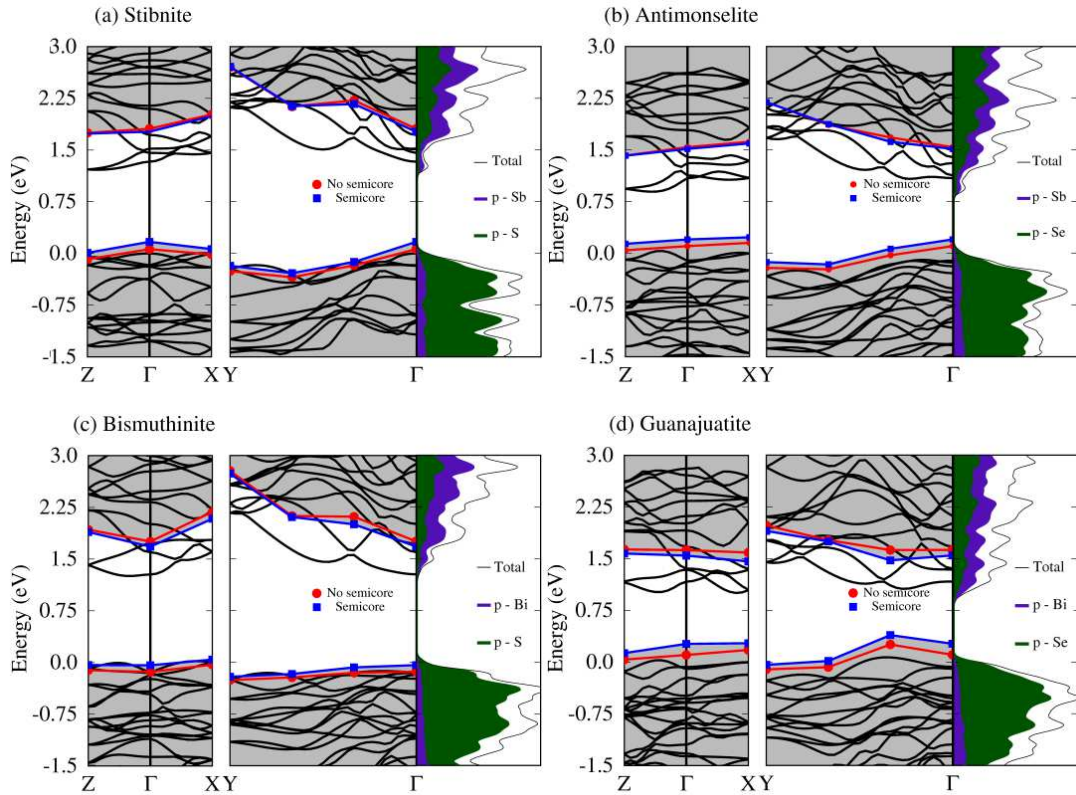 (a) Stibnite
3.0
2.25
1.5
0.75
0.0
-0.75
-1.5
Energy (eV)
No semicore
Semicore
Total
p - Sb
p - S
Z Γ X Y Γ
(b) Antimonselite
3.0
2.25
1.5
0.75
0.0
-0.75
-1.5
Energy (eV)
No semicore
Semicore
Total
p - Sb
p - Se
Z Γ X Y Γ
(c) Bismuthinite
3.0
2.25
1.5
0.75
0.0
-0.75
-1.5
Energy (eV)
No semicore
Semicore
Total
p - Bi
p - S
Z Γ X Y Γ
(d) Guanajuatite
3.0
2.25
1.5
0.75
0.0
-0.75
-1.5
Energy (eV)
No semicore
Semicore
Total
p - Bi
p - Se
Z Γ X Y Γ